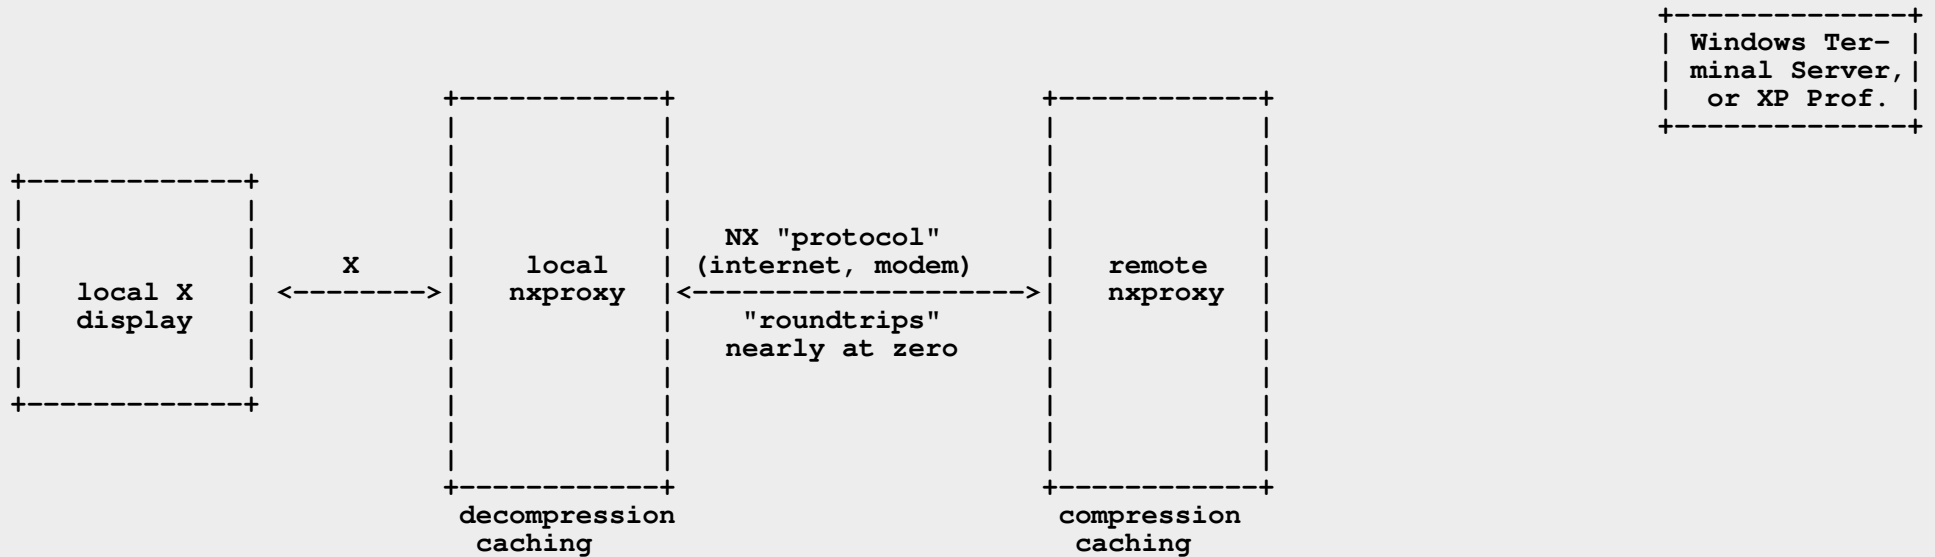 Windows Ter-
minal Server,
or XP Prof.
local X
display
X
<-------->
local
nxproxy
NX "protocol"
(internet, modem)
<-------------------->
"roundtrips"
nearly at zero
remote
nxproxy
decompression
caching
compression
caching